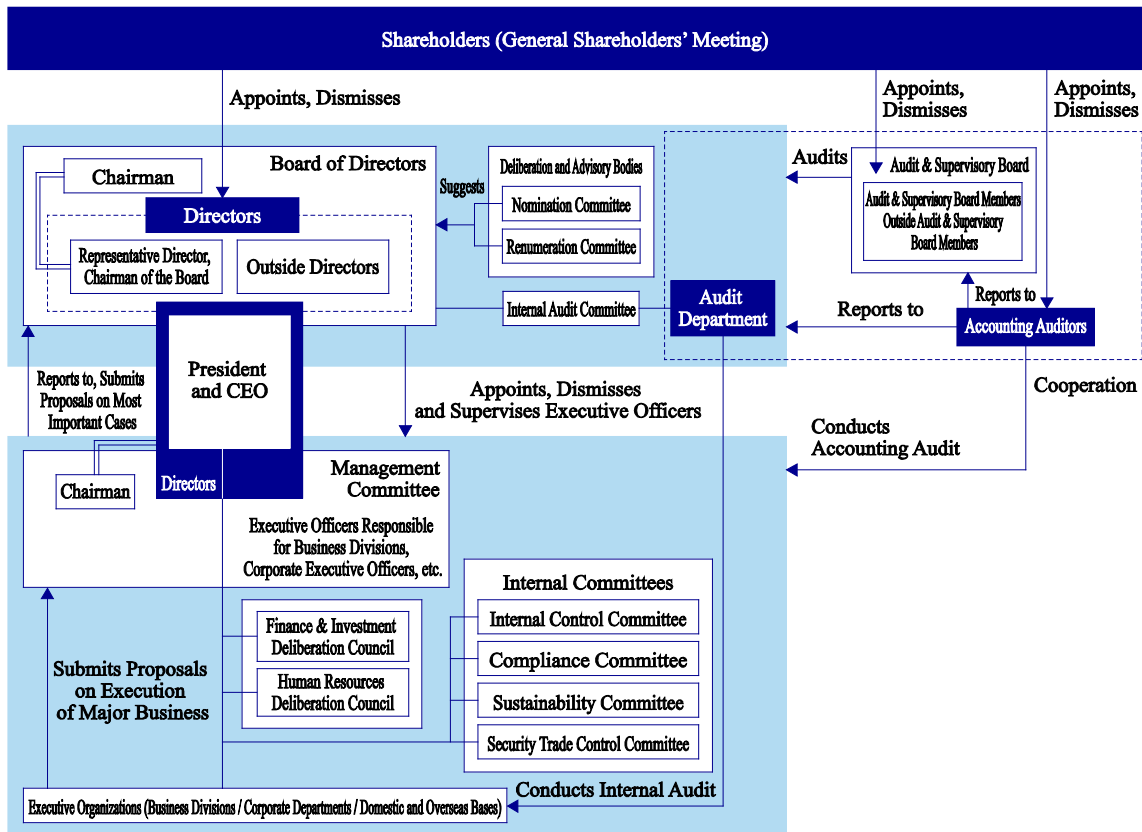 Shareholders (General Shareholders' Meeting)
Appoints, Dismisses
Appoints,
Dismisses
Appoints,
Dismisses
Board of Directors
Chairman
Directors
Representative Director,
Chairman of the Board
Outside Directors
Suggests
Deliberation and Advisory Bodies
Nomination Committee
Renumeration Committee
Internal Audit Committee
Audit
Department
Audits
Audit & Supervisory Board
Audit & Supervisory Board Members
Outside Audit & Supervisory
Board Members
Reports to
Reports to
Accounting Auditors
Cooperation
President
and CEO
Reports to, Submits
Proposals on Most
Important Cases
Appoints, Dismisses
and Supervises Executive Officers
Conducts
Accounting Audit
Chairman
Directors
Management
Committee
Executive Officers Responsible
for Business Divisions,
Corporate Executive Officers, etc.
Internal Committees
Internal Control Committee
Compliance Committee
Sustainability Committee
Security Trade Control Committee
Finance & Investment
Deliberation Council
Human Resources
Deliberation Council
Submits Proposals
on Execution
of Major Business
Conducts Internal Audit
Executive Organizations (Business Divisions / Corporate Departments / Domestic and Overseas Bases)